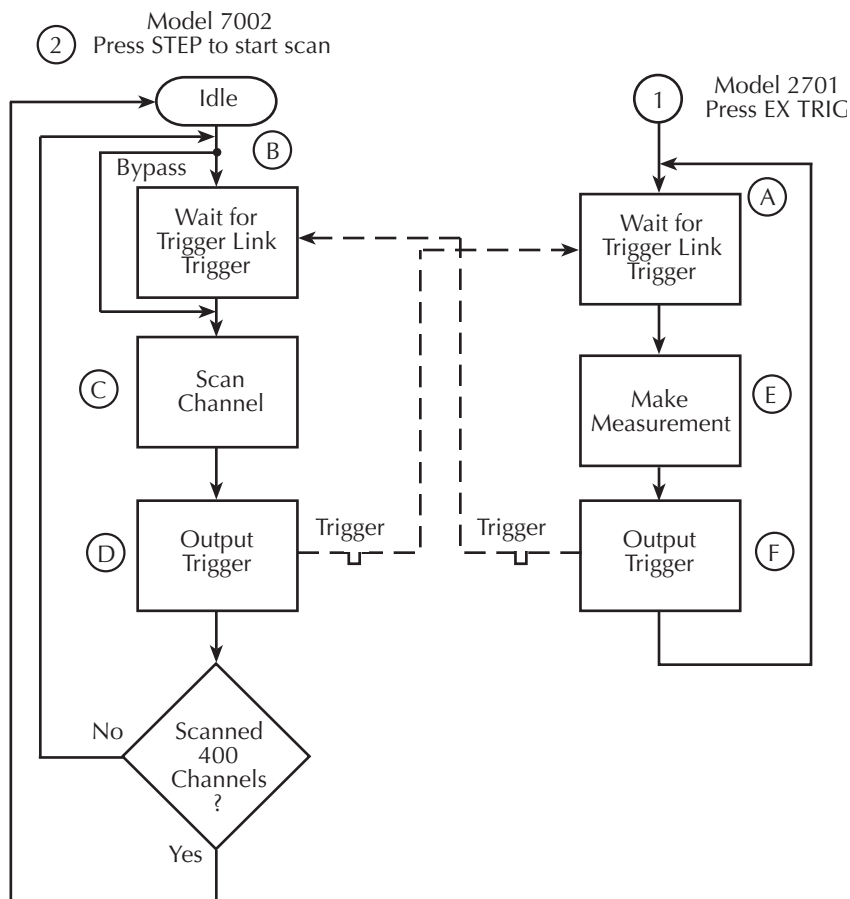 Model 7002
2 Press STEP to start scan
Idle
B
Bypass
Wait for
Trigger Link
Trigger
C
Scan
Channel
D
Output
Trigger
Trigger
No
Scanned
400
Channels
?
Yes
1
Model 2701
Press EX TRIG
A
Wait for
Trigger Link
Trigger
E
Make
Measurement
Trigger
F
Output
Trigger